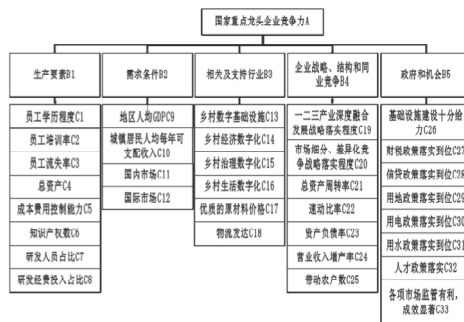 国家重点龙头企业竞争力A
生产要素B1
员工学历程度C1
员工培训率C2
员工流失率C3
总资产C4
成本费用控制能力C5
知识产权数C6
研发人员占比C7
研发经费投入占比C8
需求条件B2
地区人均GDPC9
城镇居民人均每年可
支配收入C10
国内市场C11
国际市场C12
相关及支持行业B3
乡村数字基础设施C13
乡村经济数字化C14
乡村治理数字化C15
乡村生活数字化C16
优质的原材料价格C17
物流发达C18
企业战略、结构和同
业竞争B4
一二三产业深度融合
发展战略落实程度C19
市场细分、差异化竞
争战略落实程度C20
总资产周转率C21
速动比率C22
资产负债率C23
营业收入增产率C24
带动农户数C25
政府和机会B5
基础设施建设十分给
力C26
财税政策落实到位C27
信贷政策落实到位C28
用地政策落实到位C29
用电政策落实到位C30
用水政策落实到位C31
人才政策落实C32
各项市场监管有利，
成效显著C33